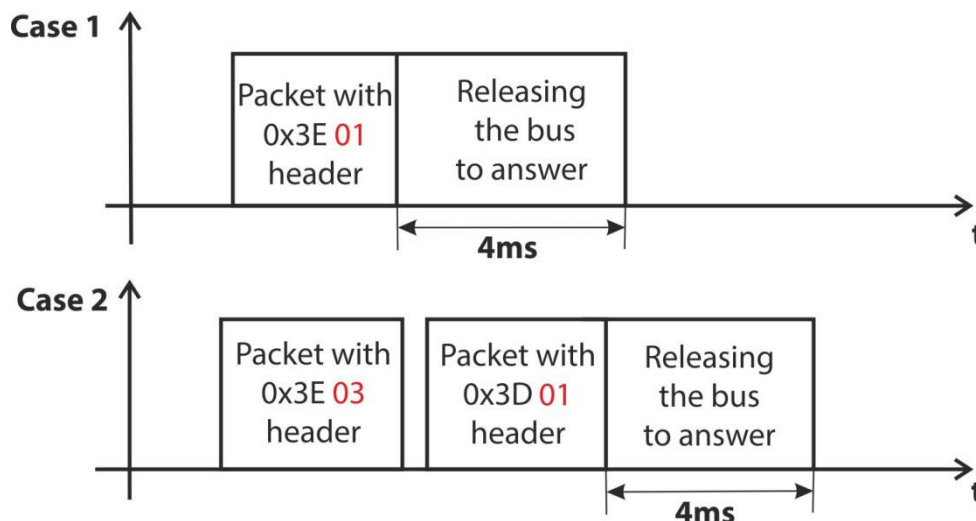 Case 1
Packet with
0x3E 01
header
Releasing
the bus
to answer
4ms
t
Case 2
Packet with
0x3E 03
header
Packet with
0x3D 01
header
Releasing
the bus
to answer
4ms
t